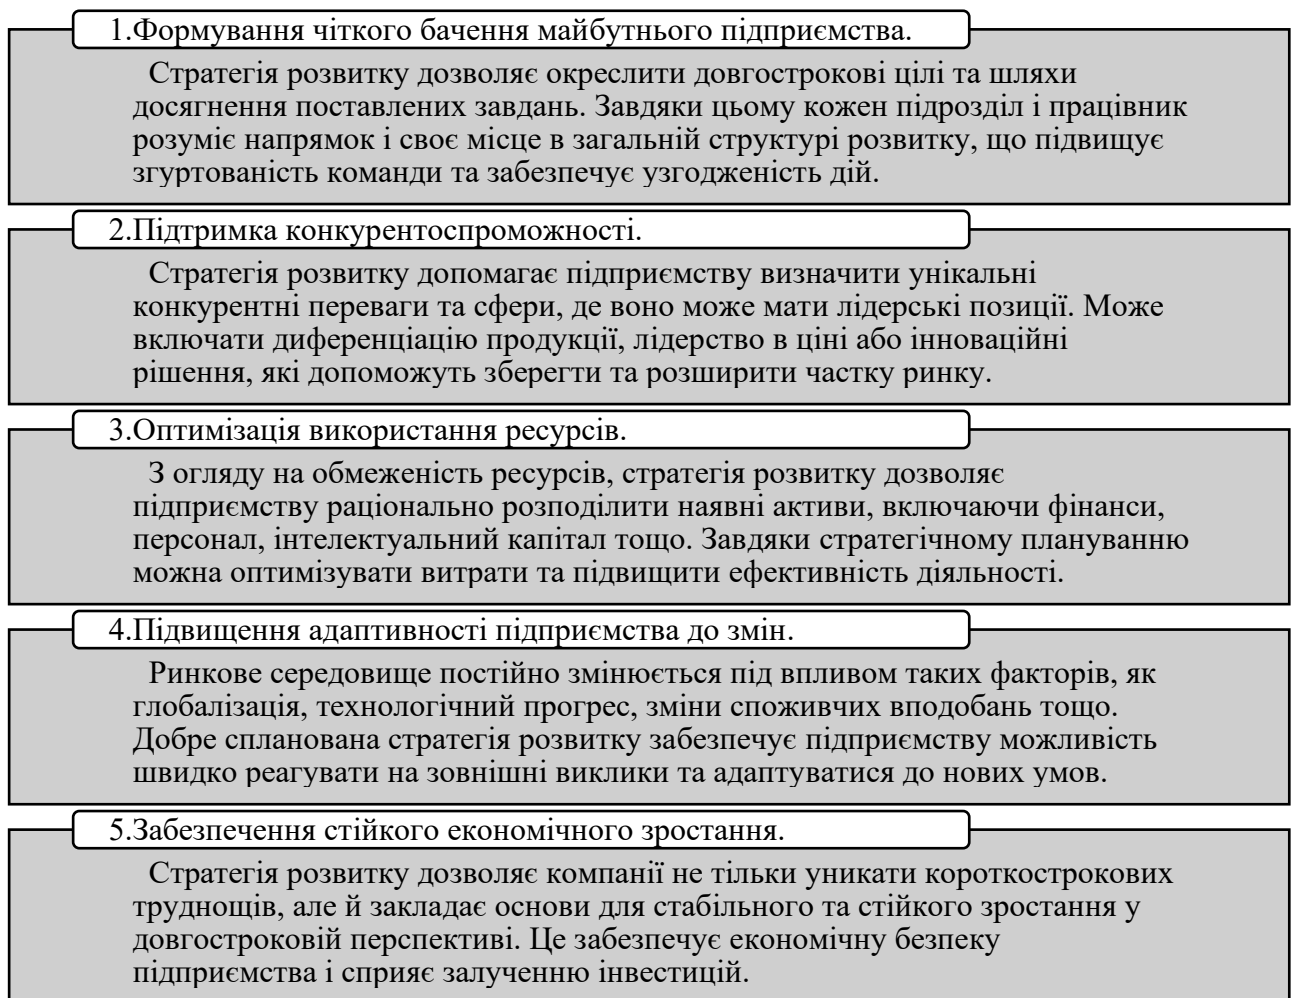 1.Формування чіткого бачення майбутнього підприємства.
Стратегія розвитку дозволяє окреслити довгострокові цілі та шляхи
досягнення поставлених завдань. Завдяки цьому кожен підрозділ і працівник
розуміє напрямок і своє місце в загальній структурі розвитку, що підвищує
згуртованість команди та забезпечує узгодженість дій.
2.Підтримка конкурентоспроможності.
Стратегія розвитку допомагає підприємству визначити унікальні
конкурентні переваги та сфери, де воно може мати лідерські позиції. Може
включати диференціацію продукції, лідерство в ціні або інноваційні
рішення, які допоможуть зберегти та розширити частку ринку.
3.Оптимізація використання ресурсів.
З огляду на обмеженість ресурсів, стратегія розвитку дозволяє
підприємству раціонально розподілити наявні активи, включаючи фінанси,
персонал, інтелектуальний капітал тощо. Завдяки стратегічному плануванню
можна оптимізувати витрати та підвищити ефективність діяльності.
4.Підвищення адаптивності підприємства до змін.
Ринкове середовище постійно змінюється під впливом таких факторів, як
глобалізація, технологічний прогрес, зміни споживчих вподобань тощо.
Добре спланована стратегія розвитку забезпечує підприємству можливість
швидко реагувати на зовнішні виклики та адаптуватися до нових умов.
5.Забезпечення стійкого економічного зростання.
Стратегія розвитку дозволяє компанії не тільки уникати короткострокових
труднощів, але й закладає основи для стабільного та стійкого зростання у
довгостроковій перспективі. Це забезпечує економічну безпеку
підприємства і сприяє залученню інвестицій.